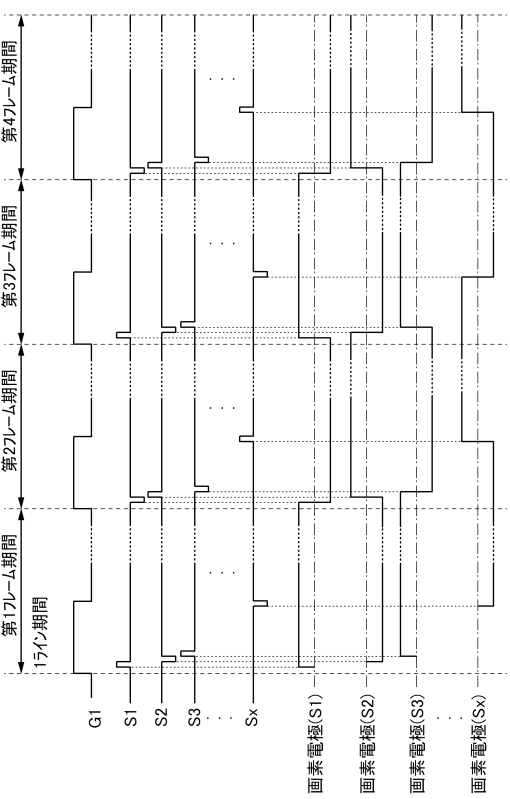 第1フレーム期間
第2フレーム期間
第3フレーム期間
第4フレーム期間
1ライン期間
G1
S1
S2
S3
. . .
Sx
画素電極(S1)
画素電極(S2)
画素電極(S3)
. . .
画素電極(Sx)
. . .
. . .
. . .
. . .